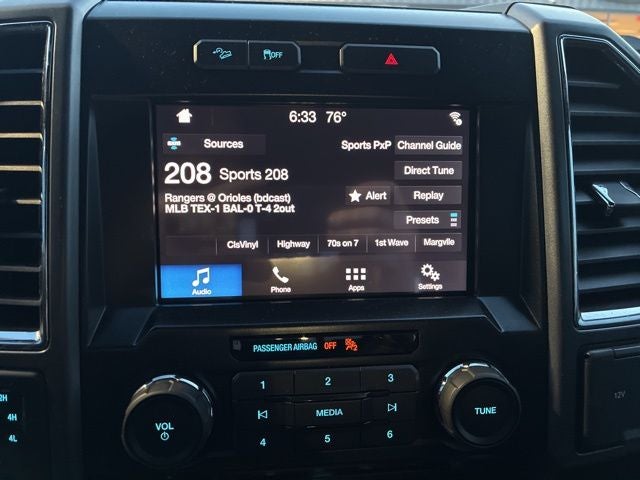 OFF
6:33 76°
Sources
Sports PxP
Channel Guide
208 Sports 208
Direct Tune
Rangers @ Orioles (bdcast)
MLB TEX-1 BAL-0 T-4 2out
Alert
Replay
Presets
ClsVinyl
Highway
70s on 7
1st Wave
Margvlle
Audio
Phone
Apps
Settings
PASSENGER AIRBAG OFF
1
2
3
VOL
MEDIA
TUNE
4
5
6
2H
4H
4L
12V